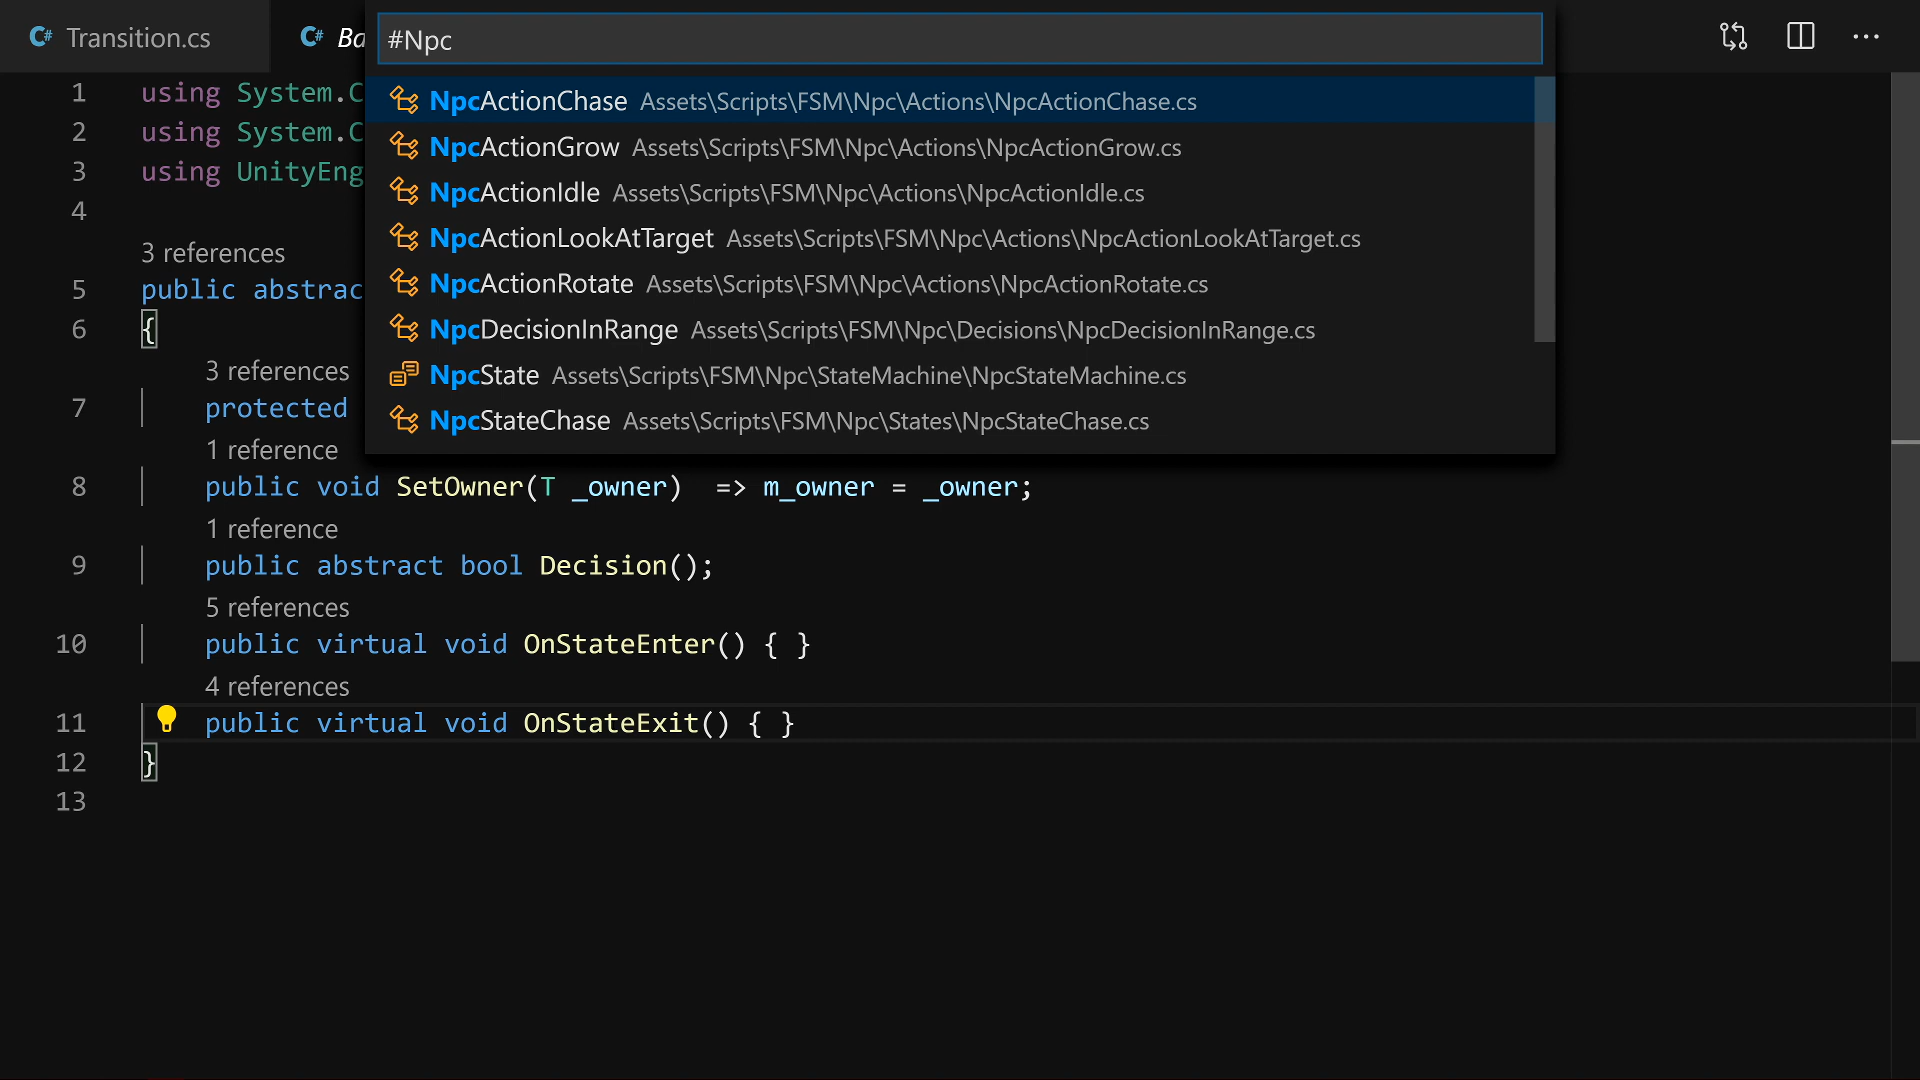 C# Transition.cs
C# Ba
#Npc
NpcActionChase Assets\Scripts\FSM\Npc\Actions\NpcActionChase.cs
NpcActionGrow Assets\Scripts\FSM\Npc\Actions\NpcActionGrow.cs
NpcActionIdle Assets\Scripts\FSM\Npc\Actions\NpcActionIdle.cs
NpcActionLookAtTarget Assets\Scripts\FSM\Npc\Actions\NpcActionLookAtTarget.cs
NpcActionRotate Assets\Scripts\FSM\Npc\Actions\NpcActionRotate.cs
NpcDecisionInRange Assets\Scripts\FSM\Npc\Decisions\NpcDecisionInRange.cs
NpcState Assets\Scripts\FSM\Npc\StateMachine\NpcStateMachine.cs
NpcStateChase Assets\Scripts\FSM\Npc\States\NpcStateChase.cs
1 using System.C
2 using System.C
3 using UnityEng
4
3 references
5 public abstrac
6 {
3 references
7 protected
1 reference
8 public void SetOwner(T _owner)  => m_owner = _owner;
1 reference
9 public abstract bool Decision();
5 references
10 public virtual void OnStateEnter() { }
4 references
11 public virtual void OnStateExit() { }
12 }
13